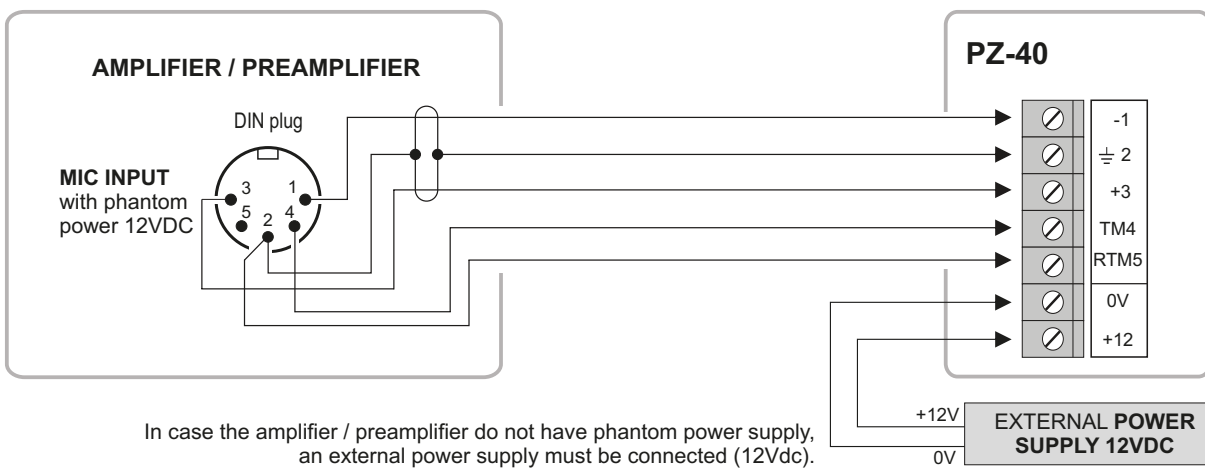 AMPLIFIER / PREAMPLIFIER
DIN plug
MIC INPUT
with phantom
power 12VDC
3
1
5
2
4
PZ-40
-1
⏚ 2
+3
TM4
RTM5
0V
+12
+12V
0V
EXTERNAL POWER
SUPPLY 12VDC
In case the amplifier / preamplifier do not have phantom power supply,
an external power supply must be connected (12Vdc).